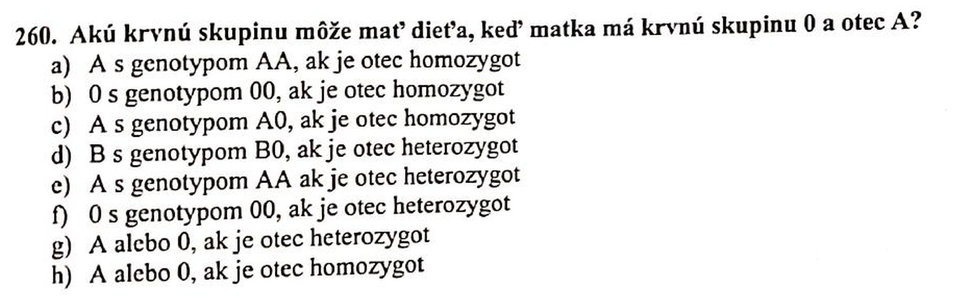 260. Akú krvnú skupinu môže mať dieťa, keď matka má krvnú skupinu 0 a otec A?
a) A s genotypom AA, ak je otec homozygot
b) 0 s genotypom 00, ak je otec homozygot
c) A s genotypom A0, ak je otec homozygot
d) B s genotypom B0, ak je otec heterozygot
e) A s genotypom AA ak je otec heterozygot
f) 0 s genotypom 00, ak je otec heterozygot
g) A alebo 0, ak je otec heterozygot
h) A alebo 0, ak je otec homozygot